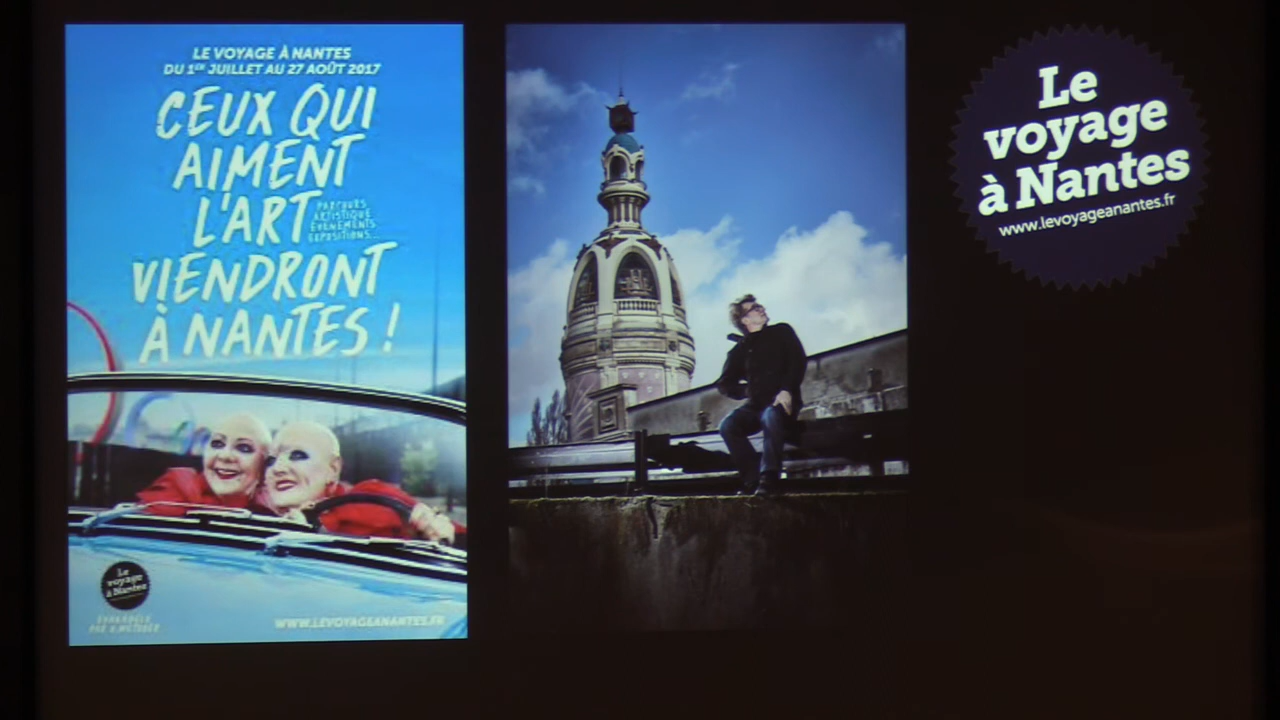 LE VOYAGE À NANTES
DU 1ER JUILLET AU 27 AOÛT 2017
CEUX QUI
AIMENT
L'ART
PARCOURS
ARTISTIQUE
ÉVÉNEMENTS
EXPOSITIONS...
VIENDRONT
À NANTES !
Le
voyage
à Nantes
WWW.LEVOYAGEANANTES.FR
Le
voyage
à Nantes
www.levoyageanantes.fr